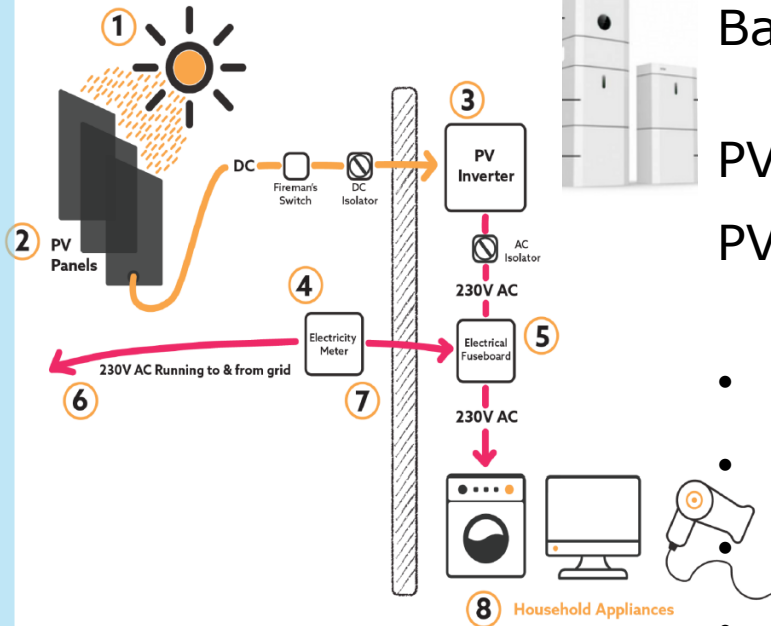 1
Ba
3
PV
Inverter
PV
DC
Fireman's
Switch
DC
Isolator
2
PV
Panels
AC
Isolator
PV
230V AC
4
Electricity
Meter
Electrical
Fuseboard
5
230V AC Running to & from grid
6
7
230V AC
8
Household Appliances